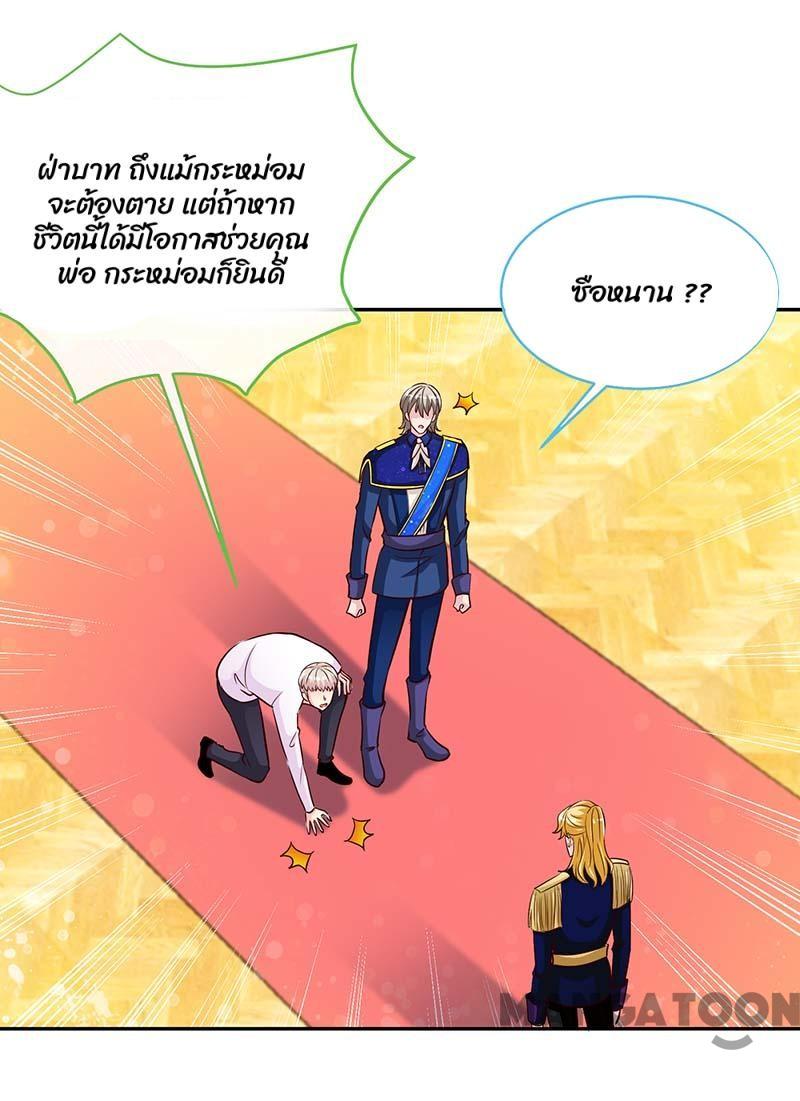 ฝ่าบาท ถึงแม้กระหม่อม
จะต้องตาย แต่ถ้าหาก
ชีวิตนี้ได้มีโอกาสช่วยคุณ
พ่อ กระหม่อมก็ยินดี
ซือหนาน ??
MANGATOON